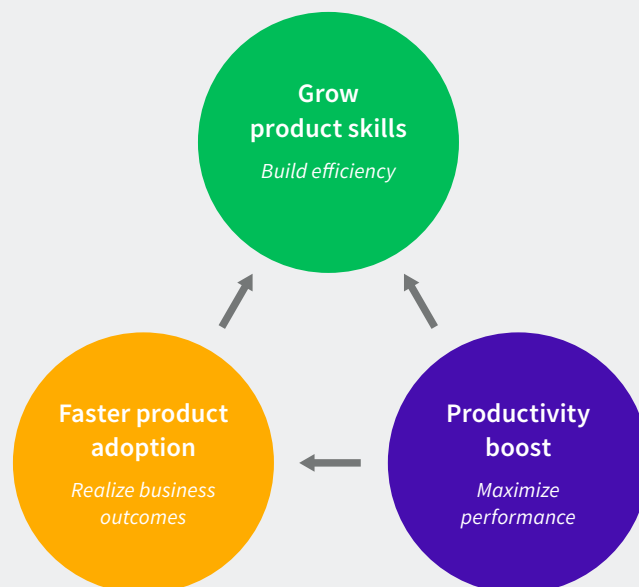 Grow
product skills
Build efficiency
Faster product
adoption
Realize business
outcomes
Productivity
boost
Maximize
performance